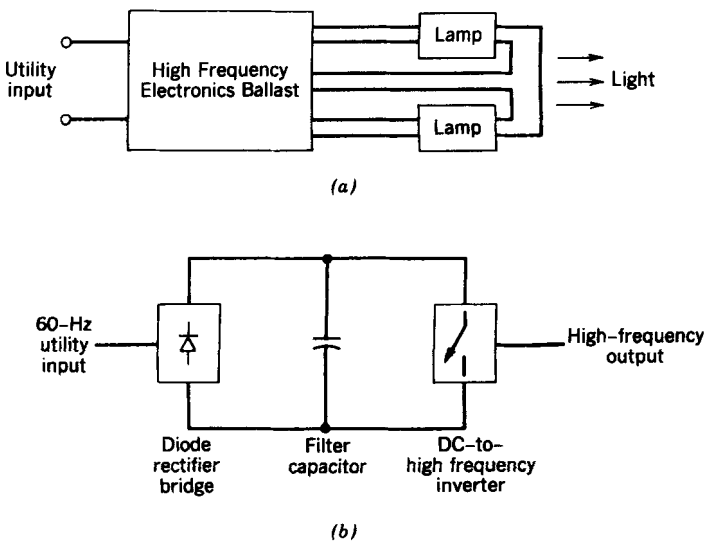 Lamp
Utility
input
High Frequency
Electronics Ballast
Light
Lamp
(a)
60-Hz
utility
input
High-frequency
output
Diode
rectifier
bridge
Filter
capacitor
DC-to-
high frequency
inverter
(b)